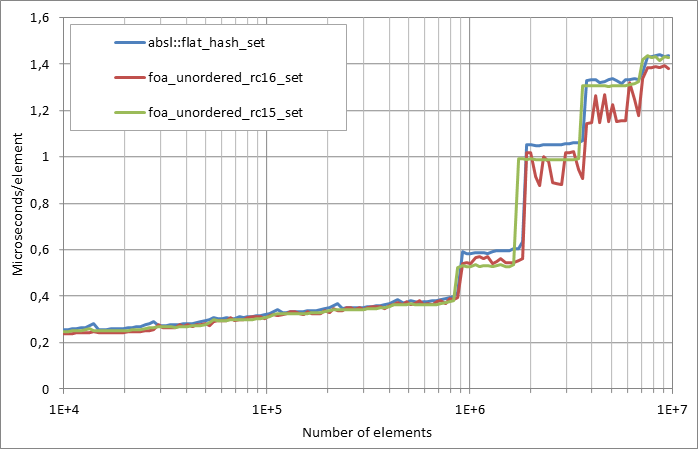 1,6
1,4
1,2
1
0,8
0,6
0,4
0,2
0
Microseconds/element
absl::flat_hash_set
foa_unordered_rc16_set
foa_unordered_rc15_set
1E+4
1E+5
1E+6
1E+7
Number of elements